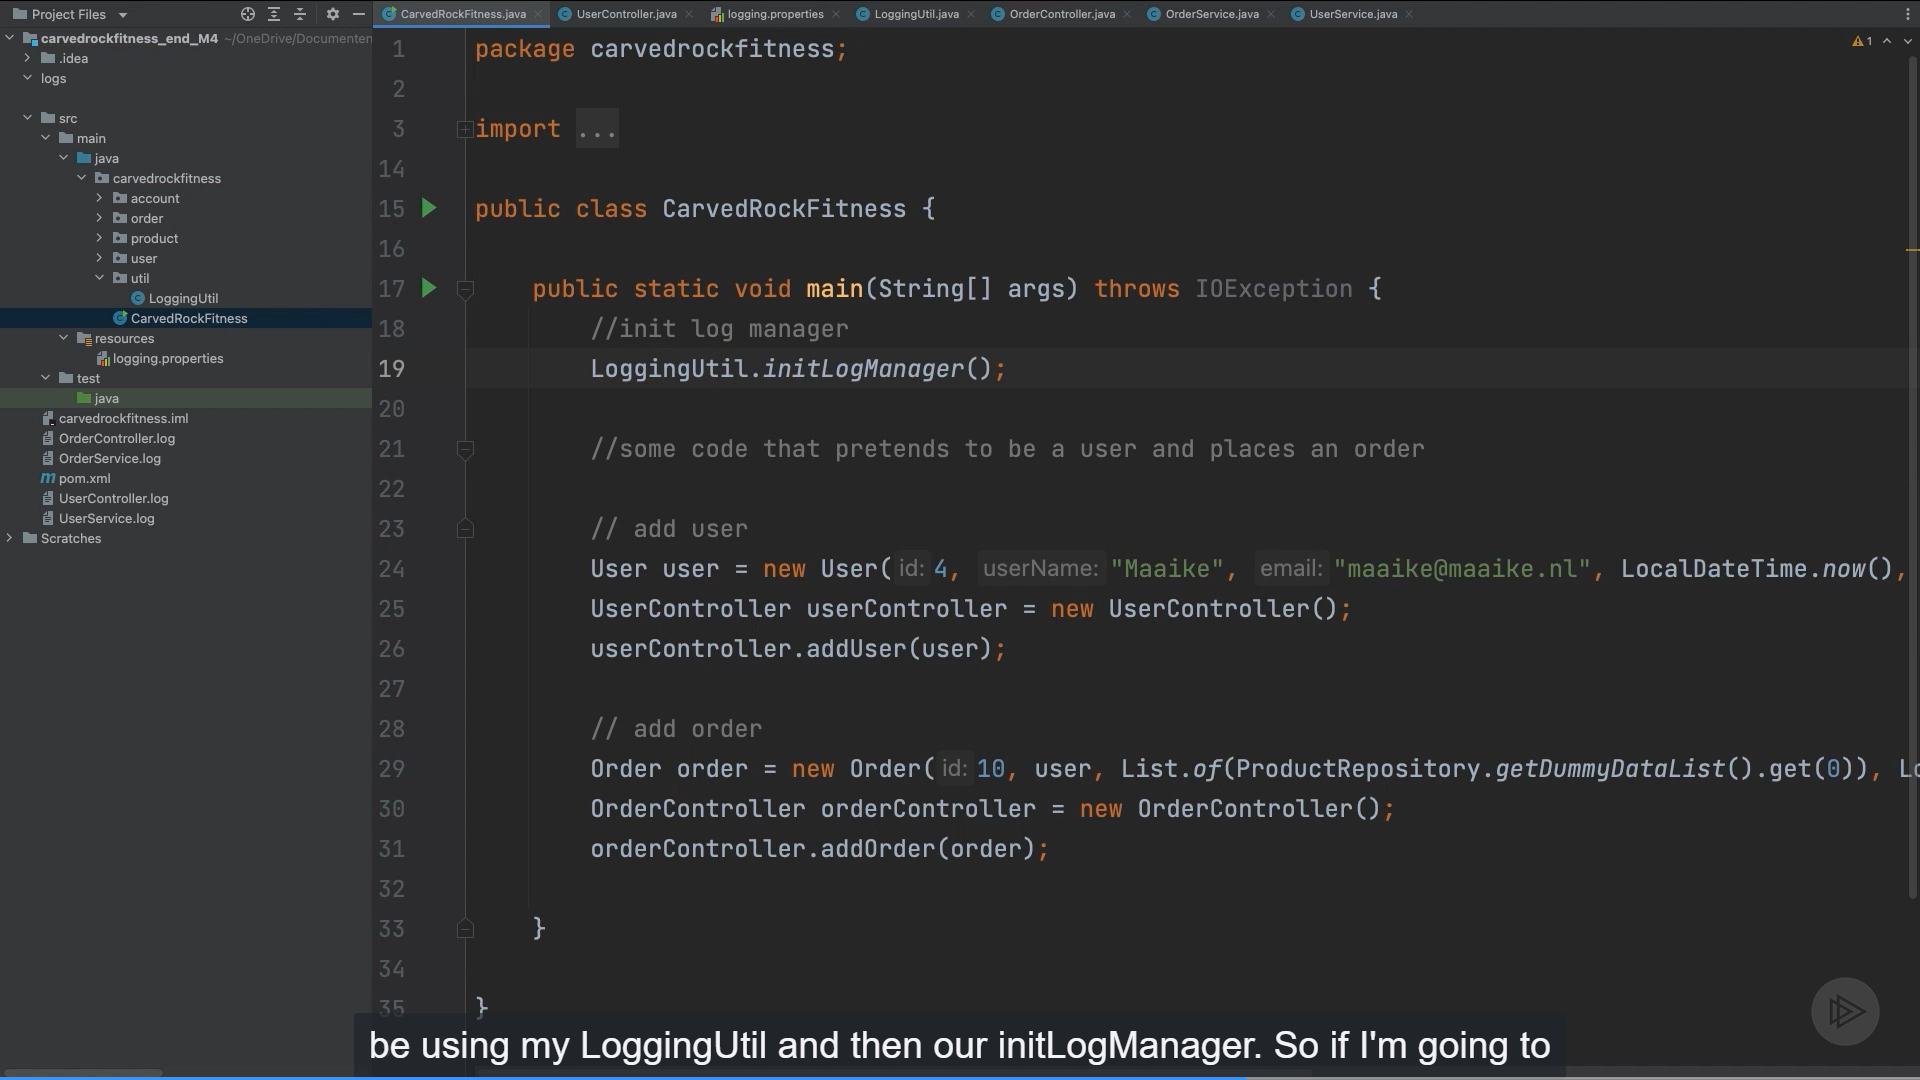 Project Files
CarvedRockFitness.java
UserController.java
logging.properties
LoggingUtil.java
OrderController.java
OrderService.java
UserService.java
carvedrockfitness_end_M4 ~/OneDrive/Documenten
.idea
logs
src
main
java
carvedrockfitness
account
order
product
user
util
LoggingUtil
CarvedRockFitness
resources
logging.properties
test
java
carvedrockfitness.iml
OrderController.log
OrderService.log
pom.xml
UserController.log
UserService.log
Scratches
1
1 package carvedrockfitness;
2
3 import ...
14
15 public class CarvedRockFitness {
16
17 public static void main(String[] args) throws IOException {
18 //init log manager
19 LoggingUtil.initLogManager();
20
21 //some code that pretends to be a user and places an order
22
23 // add user
24 User user = new User( id: 4, userName: "Maaike", email: "maaike@maaike.nl", LocalDateTime.now(),
25 UserController userController = new UserController();
26 userController.addUser(user);
27
28 // add order
29 Order order = new Order( id: 10, user, List.of(ProductRepository.getDummyDataList().get(0)), Lo
30 OrderController orderController = new OrderController();
31 orderController.addOrder(order);
32
33 }
34
35 }
be using my LoggingUtil and then our initLogManager. So if I'm going to